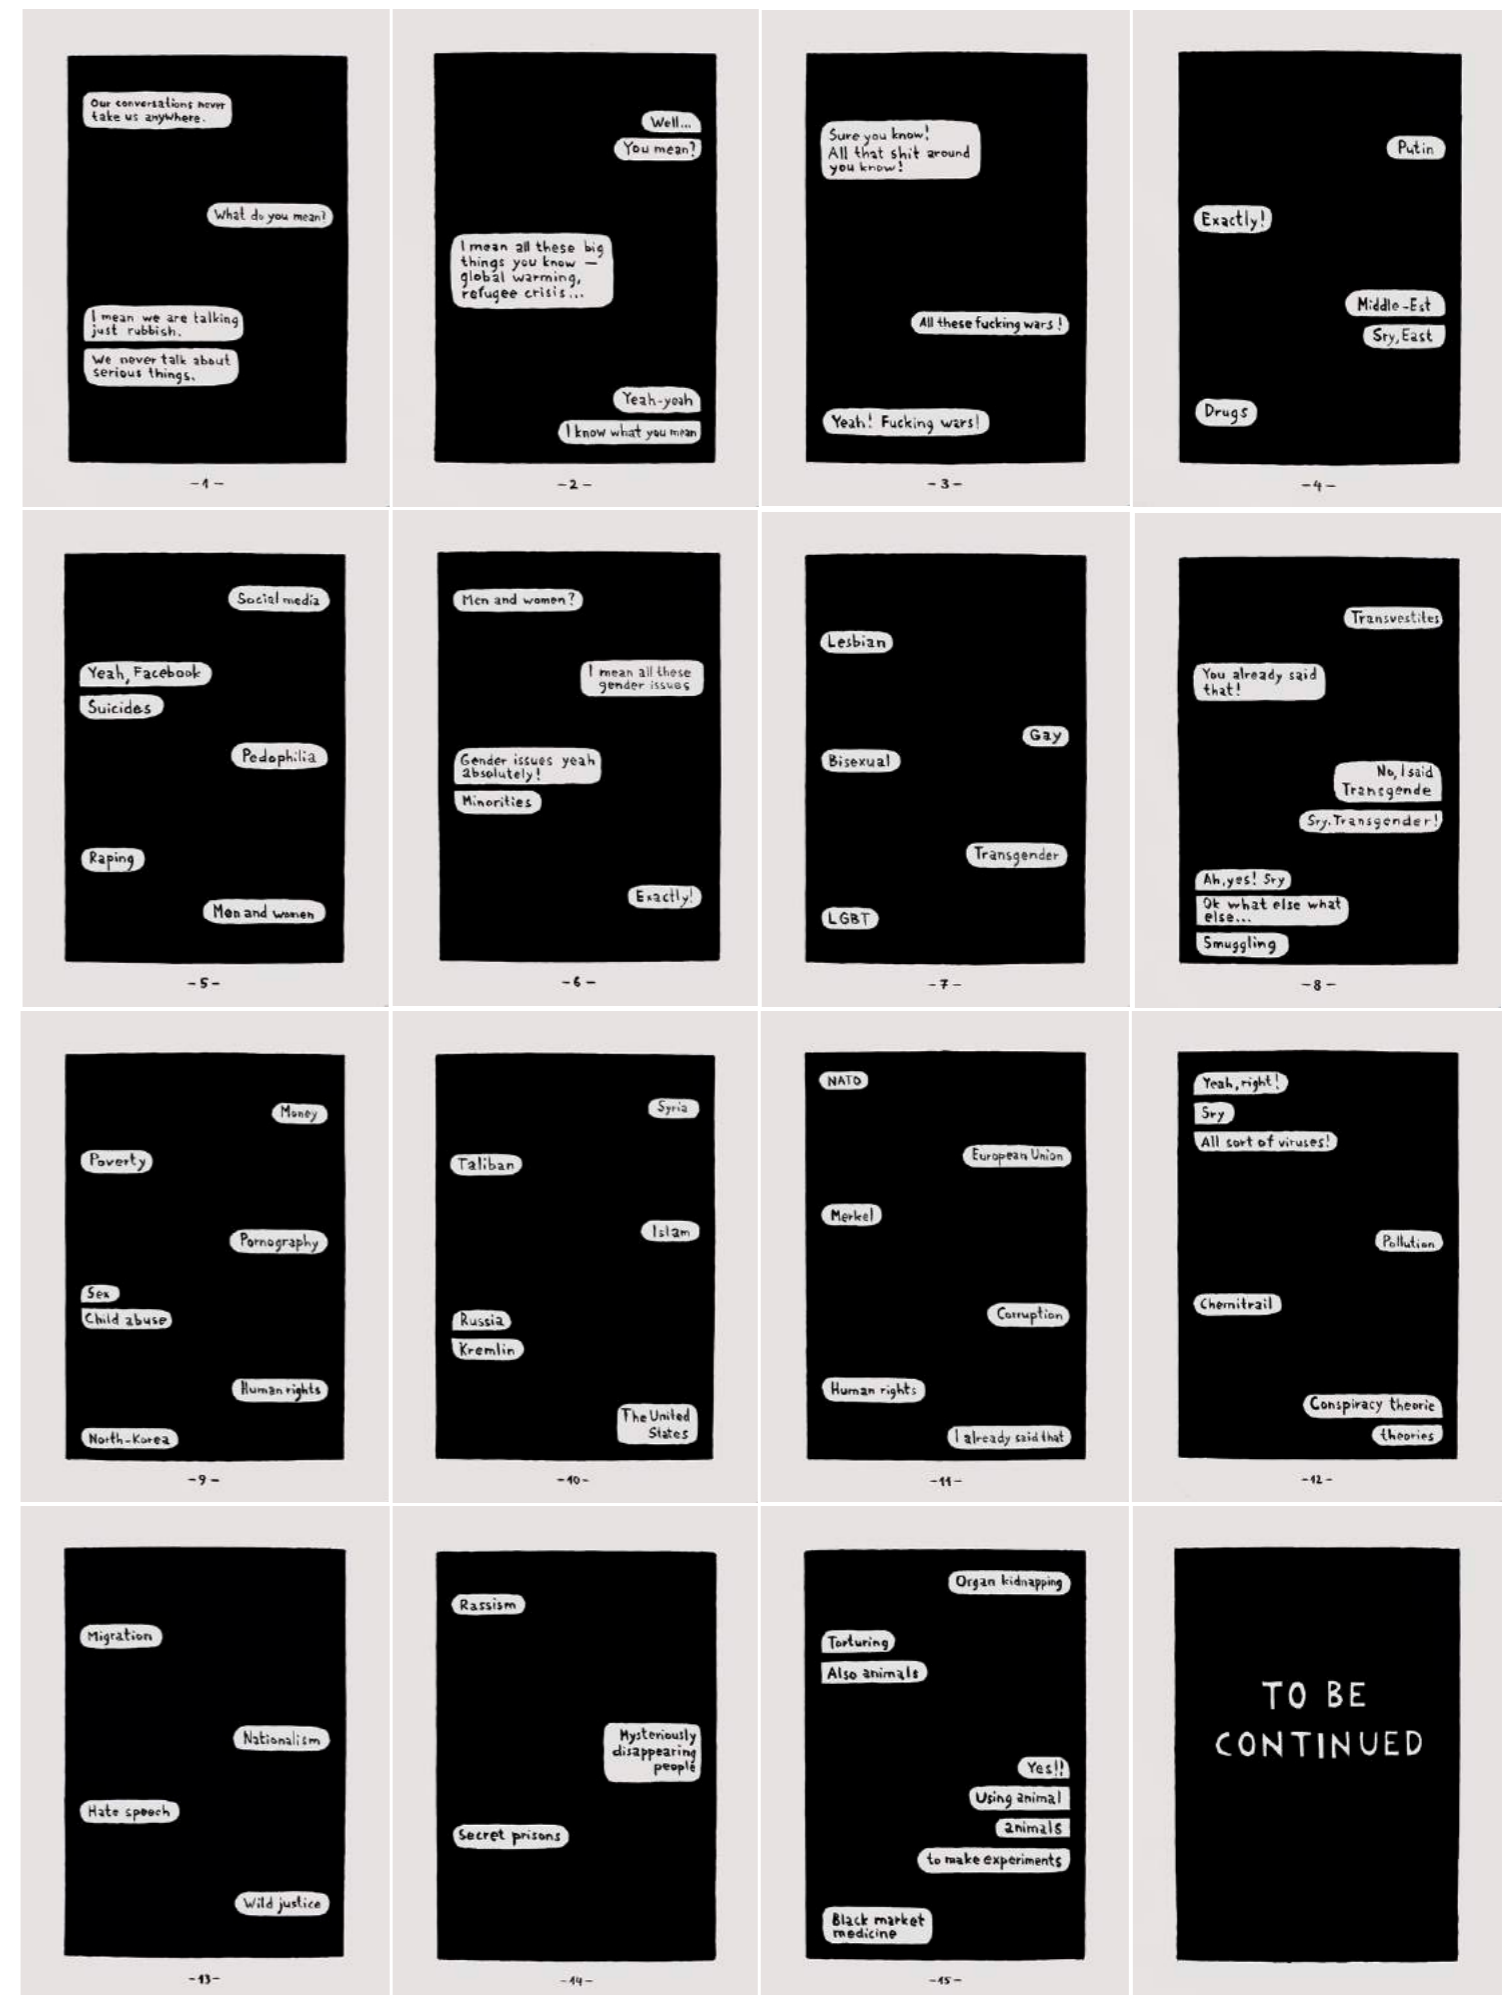 Our conversations never
take us anywhere.
What do you mean?
I mean we are talking
just rubbish.
We never talk about
serious things.
-1-
Well...
You mean?
I mean all these big
things you know –
global warming,
refugee crisis...
Yeah-yeah
I know what you mean
-2-
Sure you know!
All that shit around
you know!
All these fucking wars!
Yeah! Fucking wars!
-3-
Putin
Exactly!
Middle-Est
Sry, East
Drugs
-4-
Social media
Yeah, Facebook
Suicides
Pedophilia
Raping
Men and women
-5-
Men and women?
I mean all these
gender issues
Gender issues yeah
absolutely!
Minorities
Exactly!
-6-
Lesbian
Gay
Bisexual
Transgender
LGBT
-7-
Transvestites
You already said
that!
No, I said
Transgende
Sry. Transgender!
Ah, yes! Sry
Ok what else what
else...
Smuggling
-8-
Money
Poverty
Pornography
Sex
Child abuse
Human rights
North-Korea
-9-
Syria
Taliban
Islam
Russia
Kremlin
The United
States
-10-
NATO
European Union
Merkel
Corruption
Human rights
I already said that
-11-
Yeah, right!
Sry
All sort of viruses!
Pollution
Chemitrail
Conspiracy theorie
theories
-12-
Migration
Nationalism
Hate speech
Wild justice
-13-
Rassism
Mysteriously
disappearing
people
Secret prisons
-14-
Organ kidnapping
Torturing
Also animals
Yes!!
Using animal
animals
to make experiments
Black market
medicine
-15-
TO BE
CONTINUED